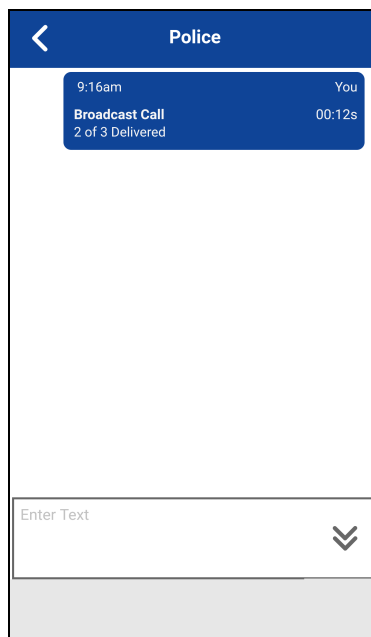 Police
9:16am You
Broadcast Call 00:12s
2 of 3 Delivered
Enter Text